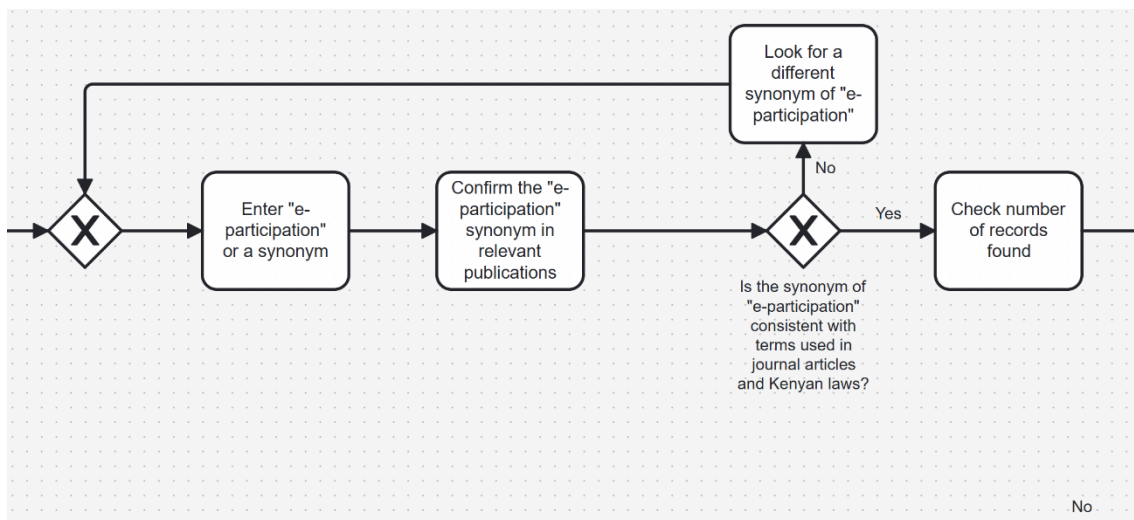 Look for a
different
synonym of "e-
participation"
No
Enter "e-
participation"
or a synonym
Confirm the "e-
participation"
synonym in
relevant
publications
Yes
Check number
of records
found
Is the synonym of
"e-participation"
consistent with
terms used in
journal articles
and Kenyan laws?
No